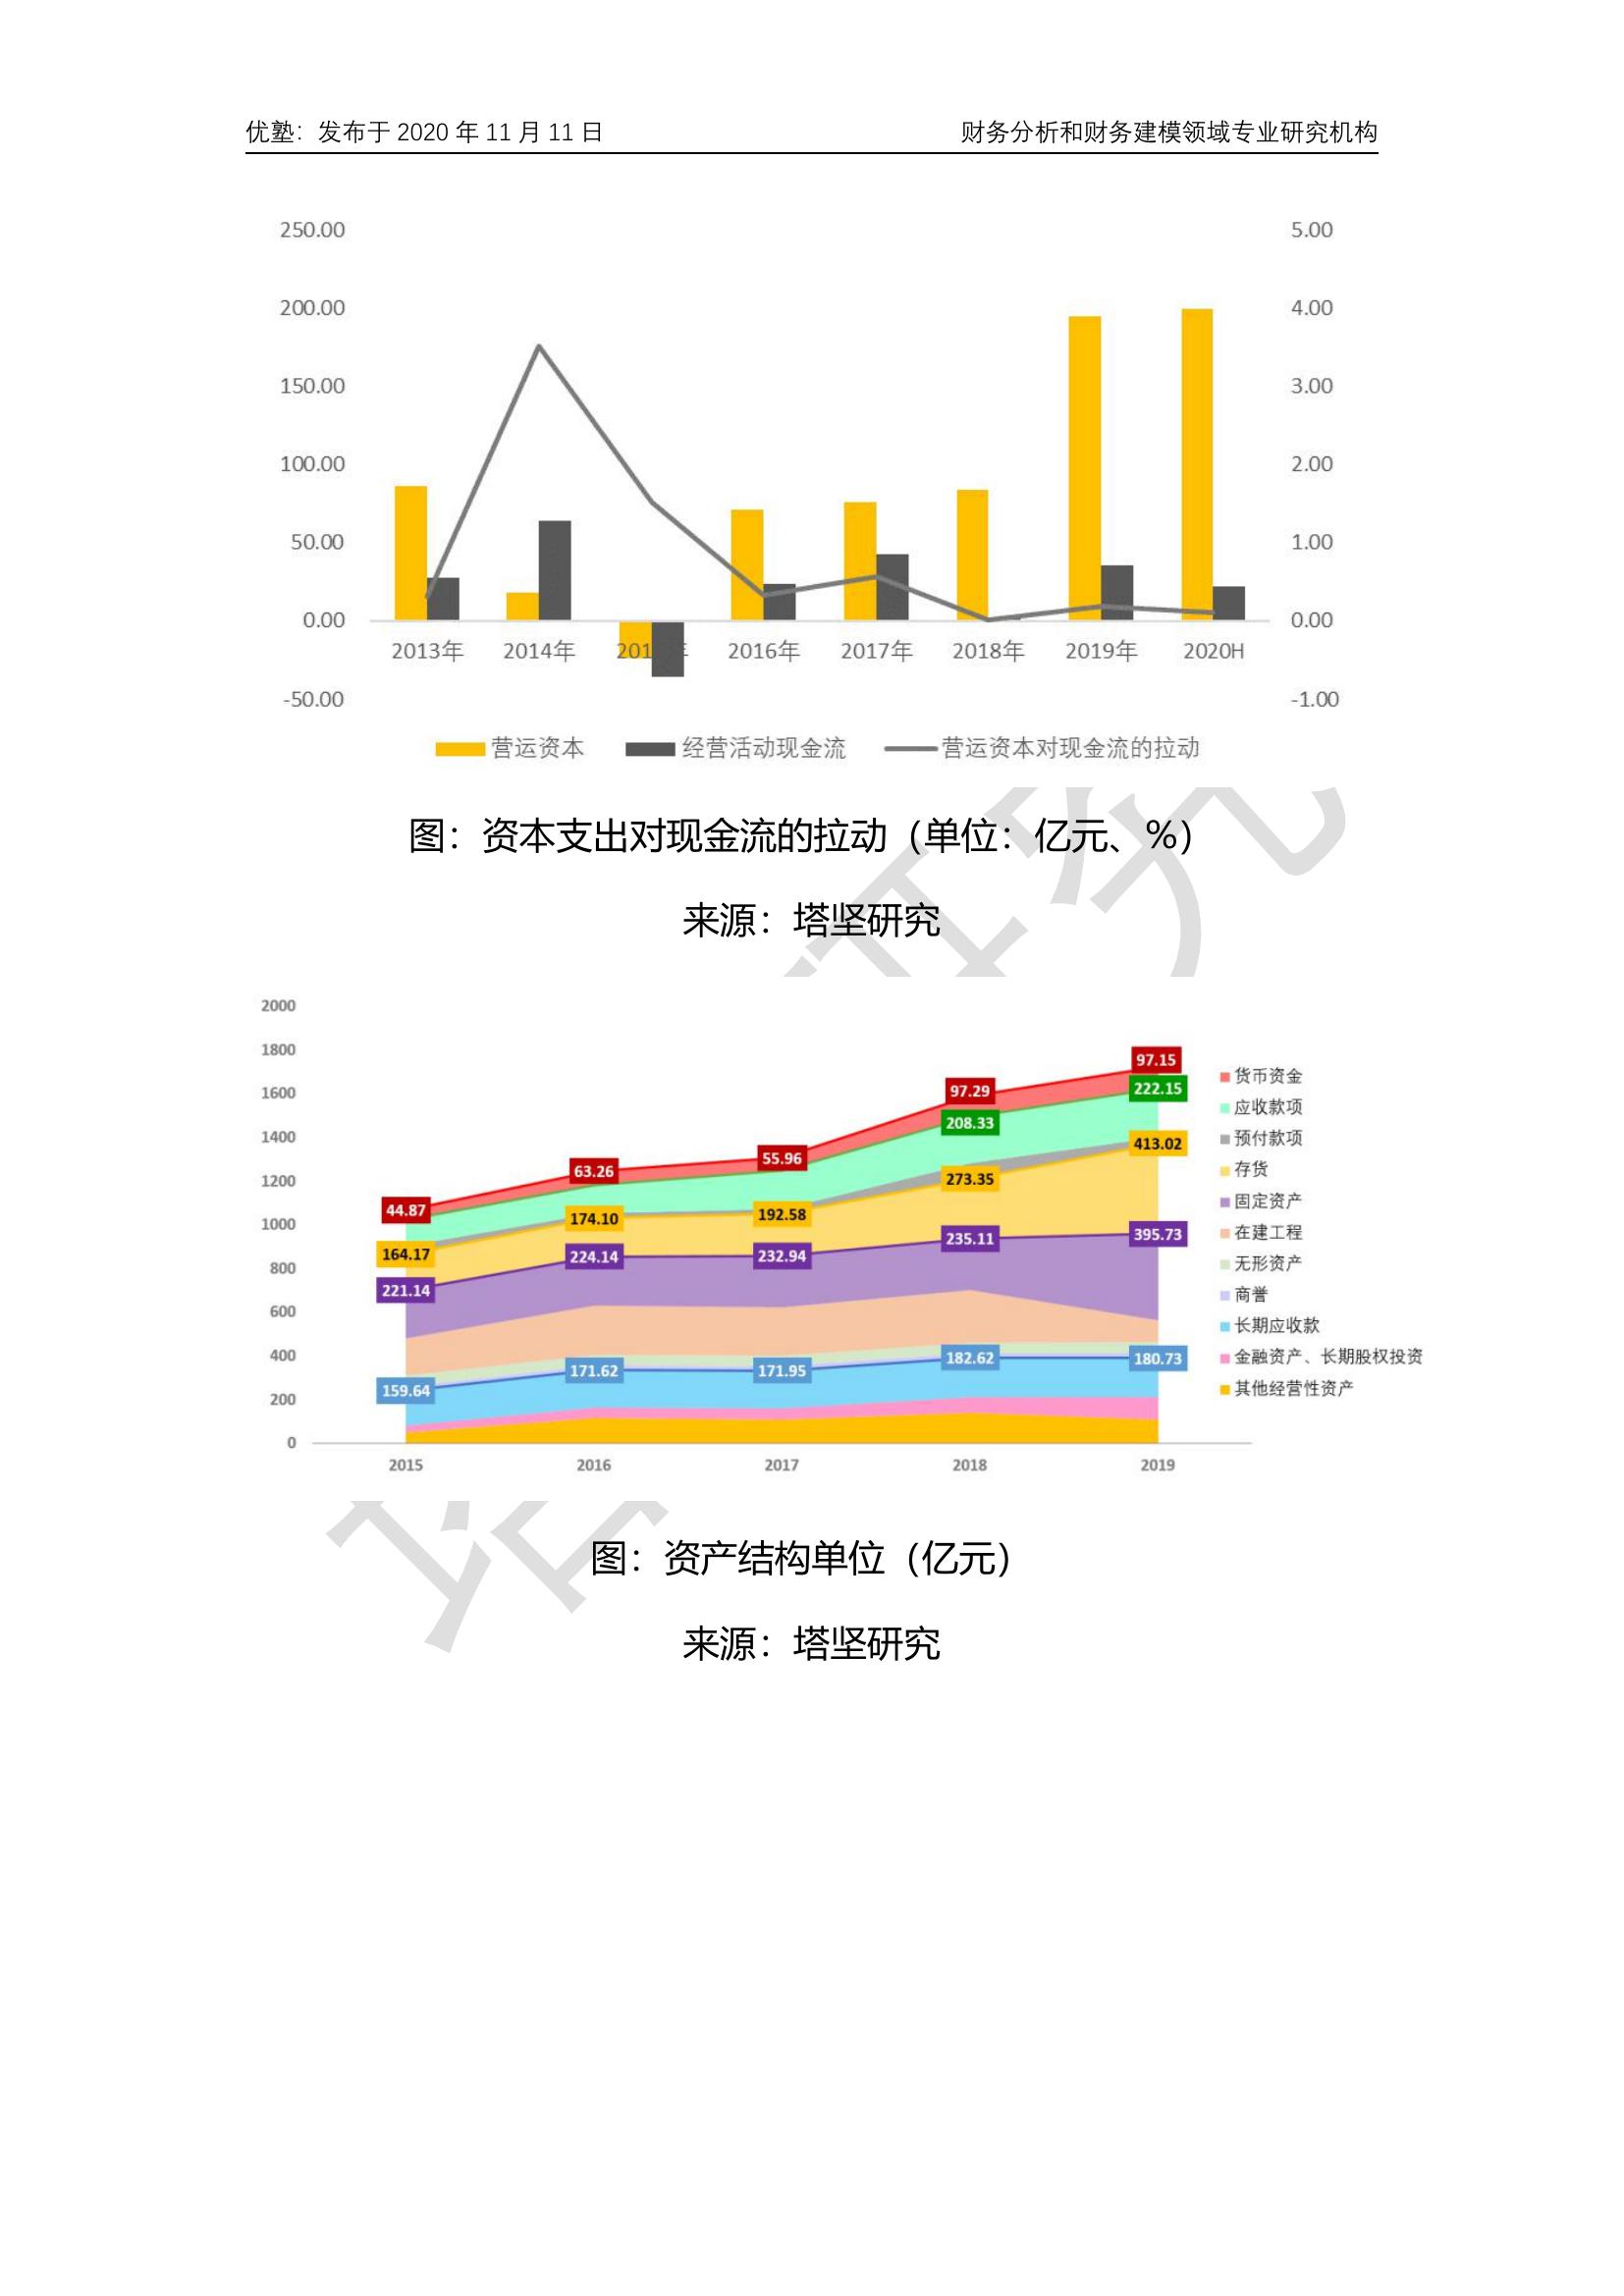 优塾：发布于 2020 年 11 月 11 日
财务分析和财务建模领域专业研究机构
250.00
200.00
150.00
100.00
50.00
0.00
-50.00
5.00
4.00
3.00
2.00
1.00
0.00
-1.00
2013年 2014年 2016年 2017年 2018年 2019年 2020H
营运资本 经营活动现金流 营运资本对现金流的拉动
图：资本支出对现金流的拉动（单位：亿元、%）
来源：塔坚研究
2000
1800
1600
1400
1200
1000
800
600
400
200
0
44.87 63.26 55.96 97.29 97.15
208.33 222.15
164.17 174.10 192.58 273.35 413.02
221.14 224.14 232.94 235.11 395.73
159.64 171.62 171.95 182.62 180.73
2015 2016 2017 2018 2019
货币资金
应收款项
预付款项
存货
固定资产
在建工程
无形资产
商誉
长期应收款
金融资产、长期股权投资
其他经营性资产
图：资产结构单位（亿元）
来源：塔坚研究